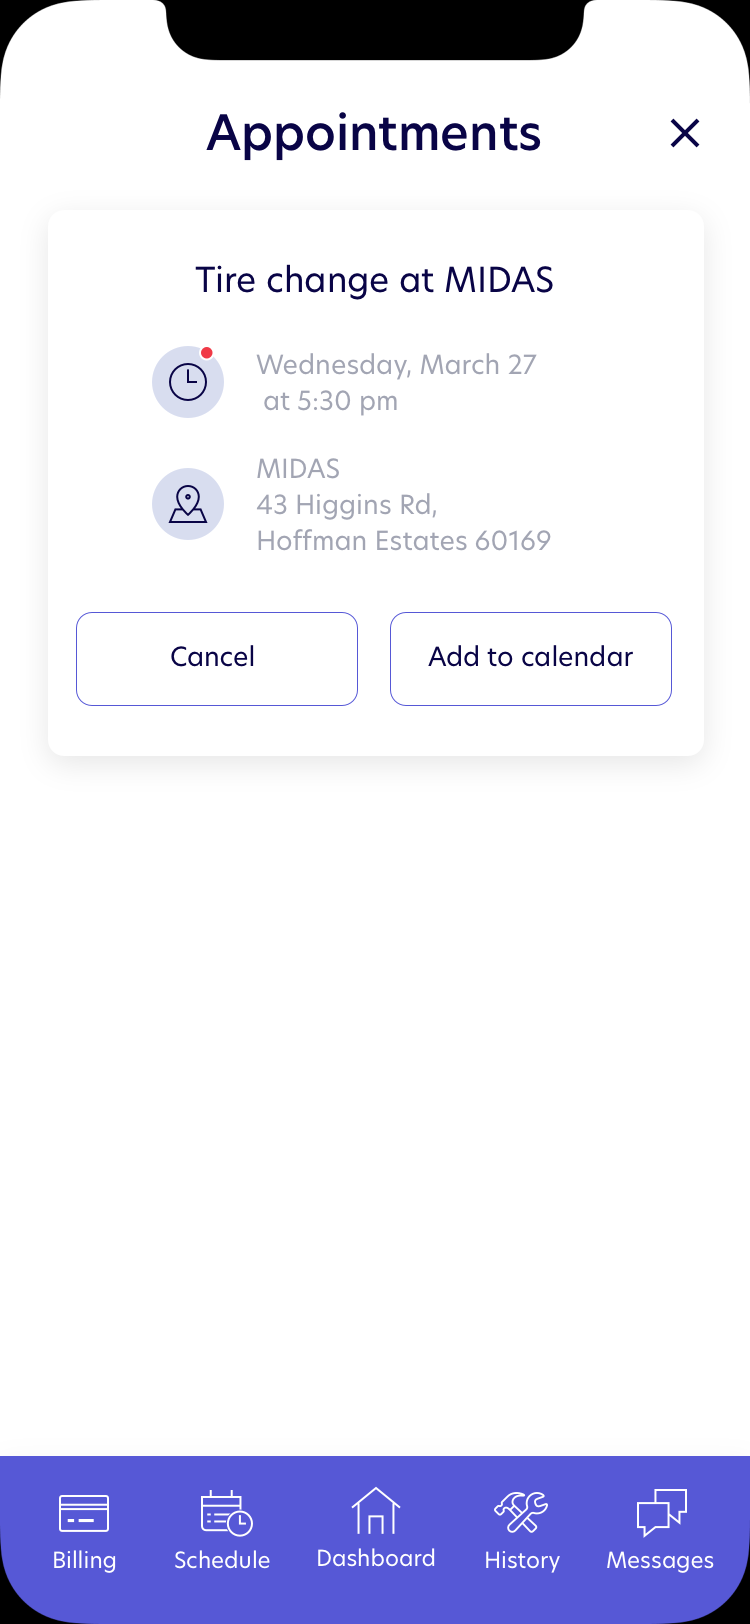 Appointments
Tire change at MIDAS
Wednesday, March 27
at 5:30 pm
MIDAS
43 Higgins Rd,
Hoffman Estates 60169
Cancel
Add to calendar
Billing
Schedule
Dashboard
History
Messages